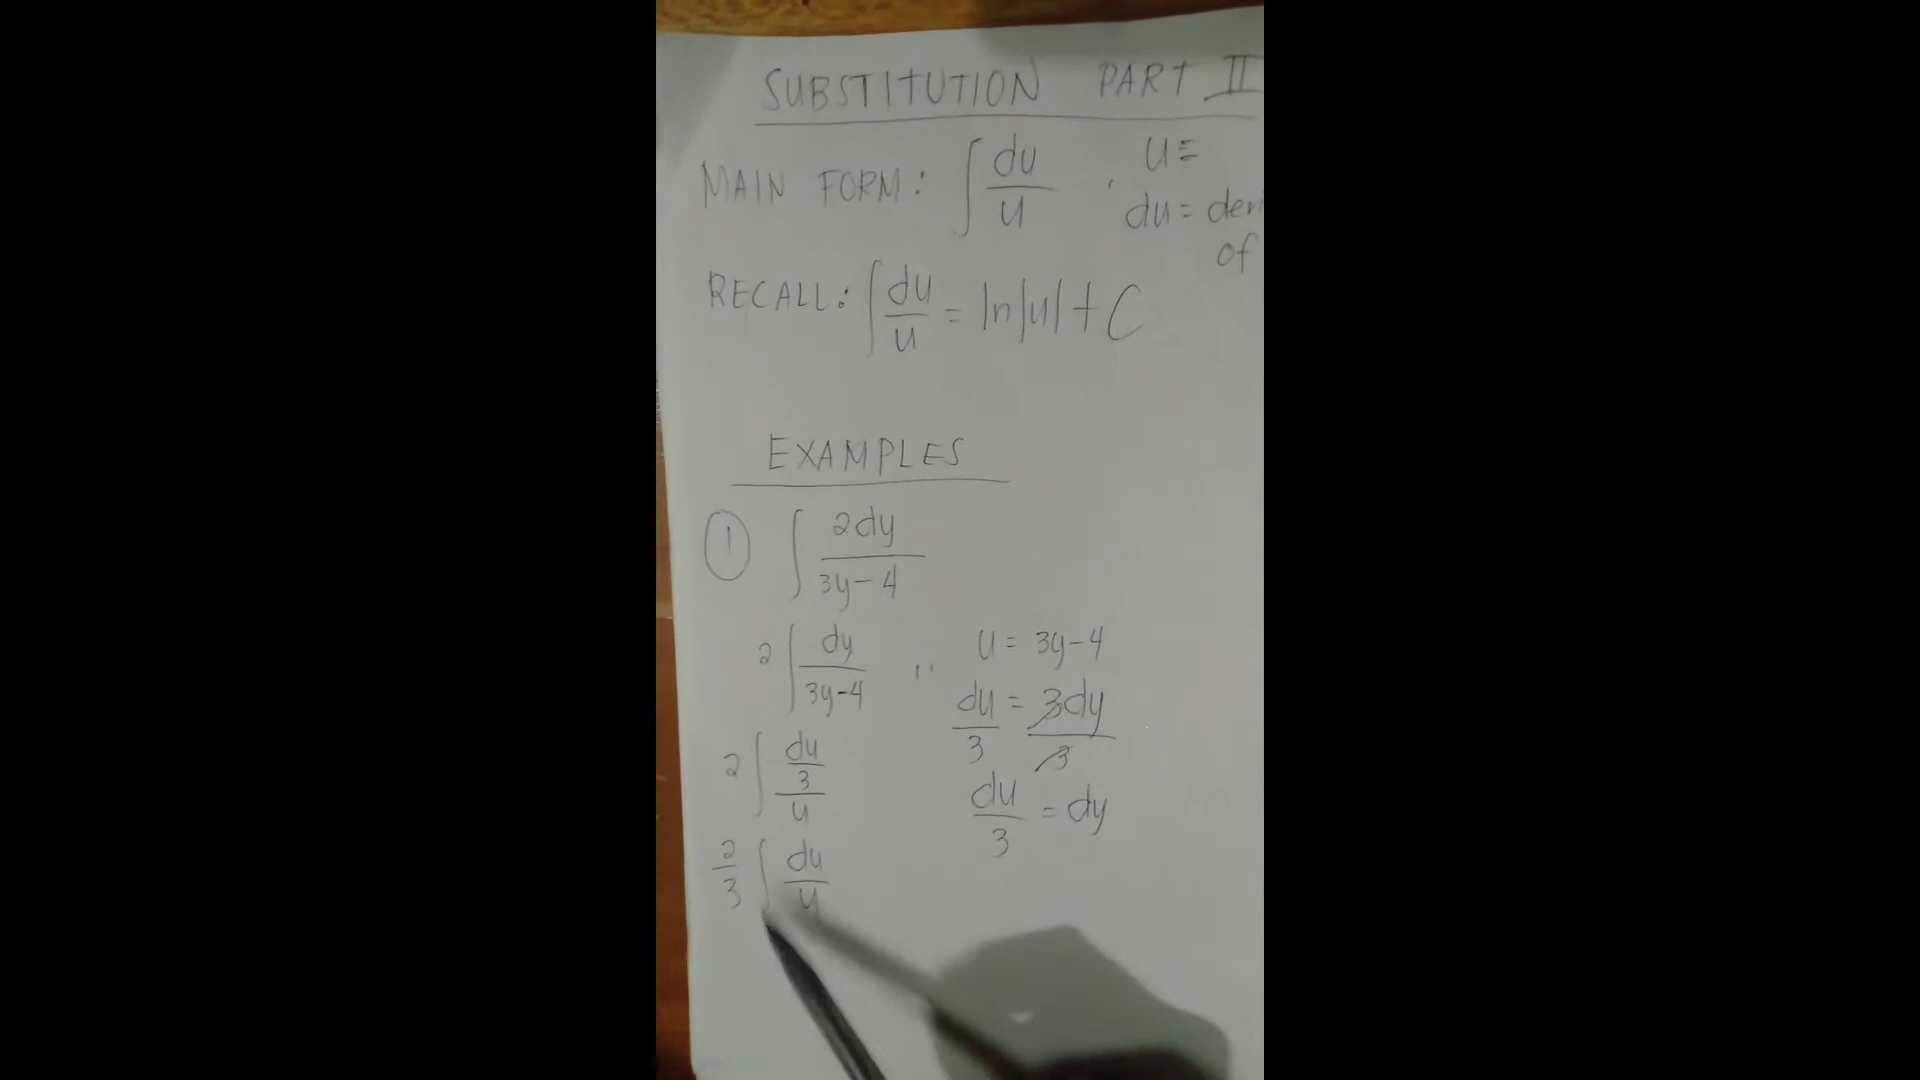 SUBSTITUTION PART II
MAIN FORM: ∫ du/u , u =
du = deri
of
RECALL: ∫ du/u = ln|u| + C
EXAMPLES
① ∫ 2dy/(3y-4)
2 ∫ dy/(3y-4) ,, u = 3y-4
du/3 = 3dy/3
2 ∫ (du/3)/u
du/3 = dy
2/3 ∫ du/u